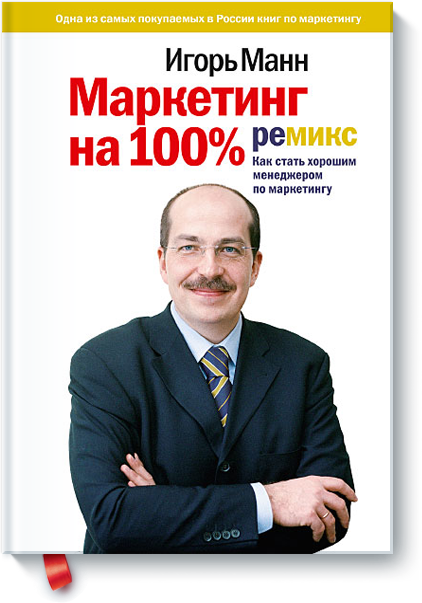 Одна из самых покупаемых в России книг по маркетингу
Игорь Манн
Маркетинг
на 100%
ремикс
Как стать хорошим
менеджером
по маркетингу